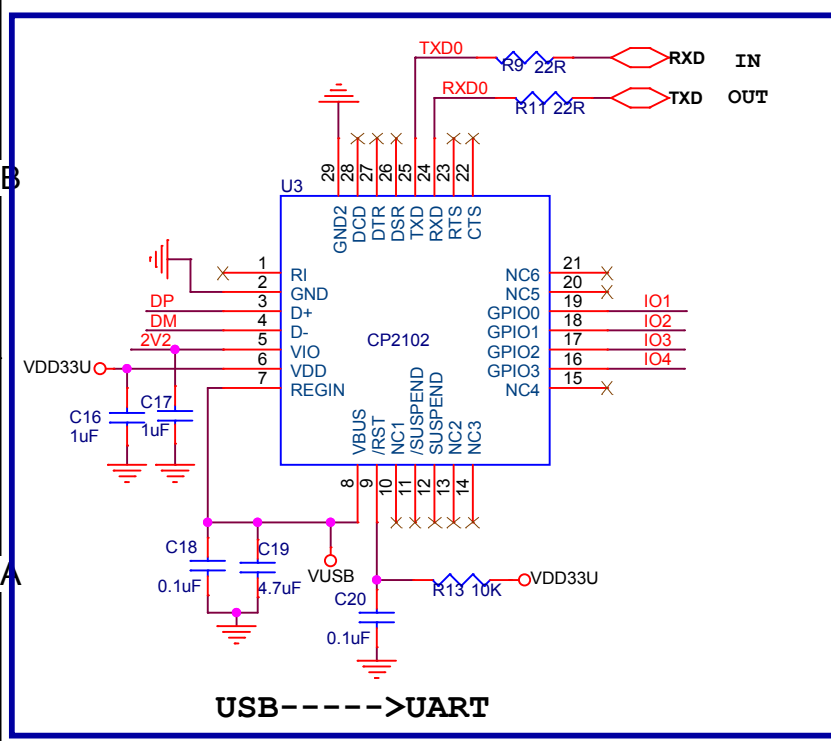 TXD0
R9 22R
RXD IN
RXD0
R11 22R
TXD OUT
B
U3
29 28 27 26 25 24 23 22
GND2 DCD DTR DSR TXD RXD RTS CTS
1 RI
2 GND
DP 3 D+
DM 4 D-
2V2 5 VIO
VDD33U 6 VDD
7 REGIN
CP2102
NC6 21
NC5 20
GPIO0 19 IO1
GPIO1 18 IO2
GPIO2 17 IO3
GPIO3 16 IO4
NC4 15
C16
1uF
C17
1uF
VBUS /RST NC1 /SUSPEND SUSPEND NC2 NC3
8 9 10 11 12 13 14
A
C18
0.1uF
C19
4.7uF
VUSB
C20
0.1uF
R13 10K
VDD33U
USB----->UART